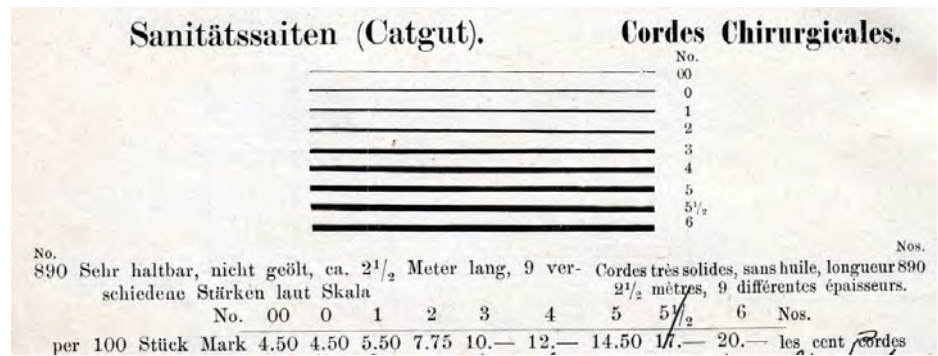 Sanitätssaiten (Catgut). Cordes Chirurgicales.
No.
00
0
1
2
3
4
5
5½
6
No. Nos.
890 Sehr haltbar, nicht geölt, ca. 2½ Meter lang, 9 ver- Cordes très solides, sans huile, longueur 890
schiedene Stärken laut Skala 2½ mètres, 9 différentes épaisseurs.
No. 00 0 1 2 3 4 5 5½ 6 Nos.
per 100 Stück Mark 4.50 4.50 5.50 7.75 10.— 12.— 14.50 20.— les cent cordes